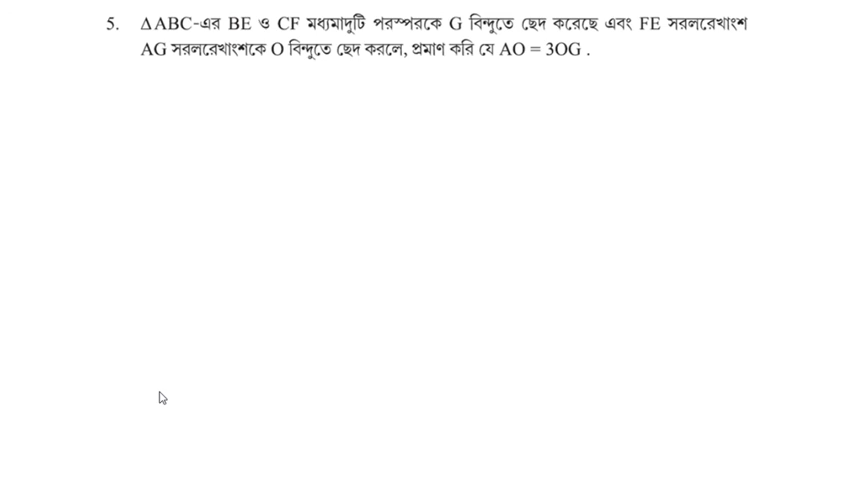 5. Δ ABC-এর BE ও CF মধ্যমাদুটি পরস্পরকে G বিন্দুতে ছেদ করেছে এবং FE সরলরেখাংশ
AG সরলরেখাংশকে O বিন্দুতে ছেদ করলে, প্রমাণ করি যে AO = 3OG .